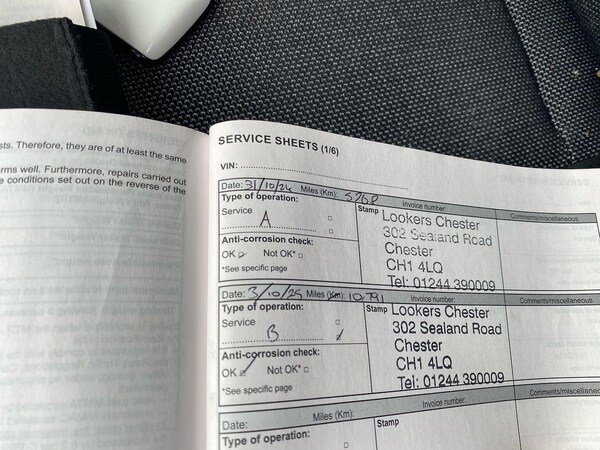 sts. Therefore, they are of at least the same
rms well. Furthermore, repairs carried out
e conditions set out on the reverse of the
SERVICE SHEETS (1/6)
VIN:
Date: 31/10/24 Miles (Km): 5768 Invoice number: Comments/miscellaneous
Type of operation:
Service
A
Anti-corrosion check:
OK Not OK*
*See specific page
Stamp Lookers Chester
302 Sealand Road
Chester
CH1 4LQ
Tel: 01244 390009
Date: 3/10/25 Miles (Km): 10,791 Invoice number: Comments/miscellaneous
Type of operation:
Service
B
Anti-corrosion check:
OK Not OK*
*See specific page
Stamp Lookers Chester
302 Sealand Road
Chester
CH1 4LQ
Tel: 01244 390009
Date: Miles (Km): Invoice number: Comments/miscellaneo
Type of operation:
Stamp